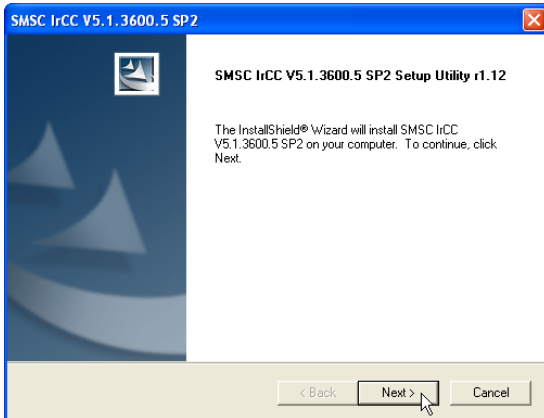 SMSC IrCC V5.1.3600.5 SP2
SMSC IrCC V5.1.3600.5 SP2 Setup Utility r1.12
The InstallShield® Wizard will install SMSC IrCC
V5.1.3600.5 SP2 on your computer. To continue, click
Next.
< Back Next > Cancel